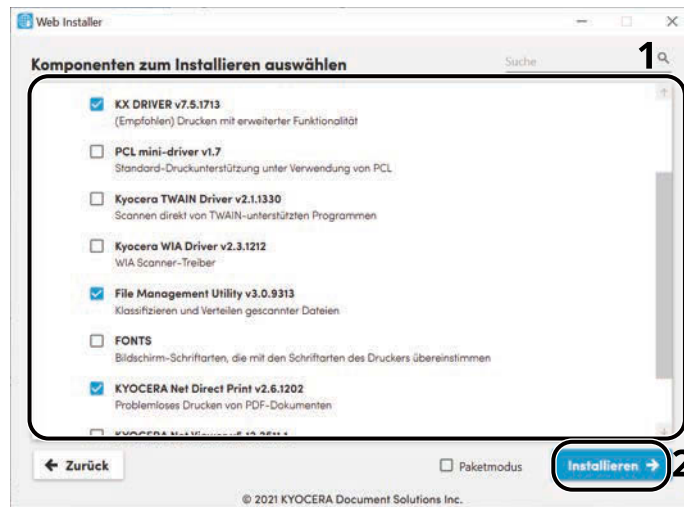 Web Installer
Komponenten zum Installieren auswählen
Suche
1
KX DRIVER v7.5.1713
(Empfohlen) Drucken mit erweiterter Funktionalität
PCL mini-driver v1.7
Standard-Druckunterstützung unter Verwendung von PCL
Kyocera TWAIN Driver v2.1.1330
Scannen direkt von TWAIN-unterstützten Programmen
Kyocera WIA Driver v2.3.1212
WIA Scanner-Treiber
File Management Utility v3.0.9313
Klassifizieren und Verteilen gescannter Dateien
FONTS
Bildschirm-Schriftarten, die mit den Schriftarten des Druckers übereinstimmen
KYOCERA Net Direct Print v2.6.1202
Problemloses Drucken von PDF-Dokumenten
KYOCERA Net Viewer
Zurück
Paketmodus
Installieren
2
© 2021 KYOCERA Document Solutions Inc.